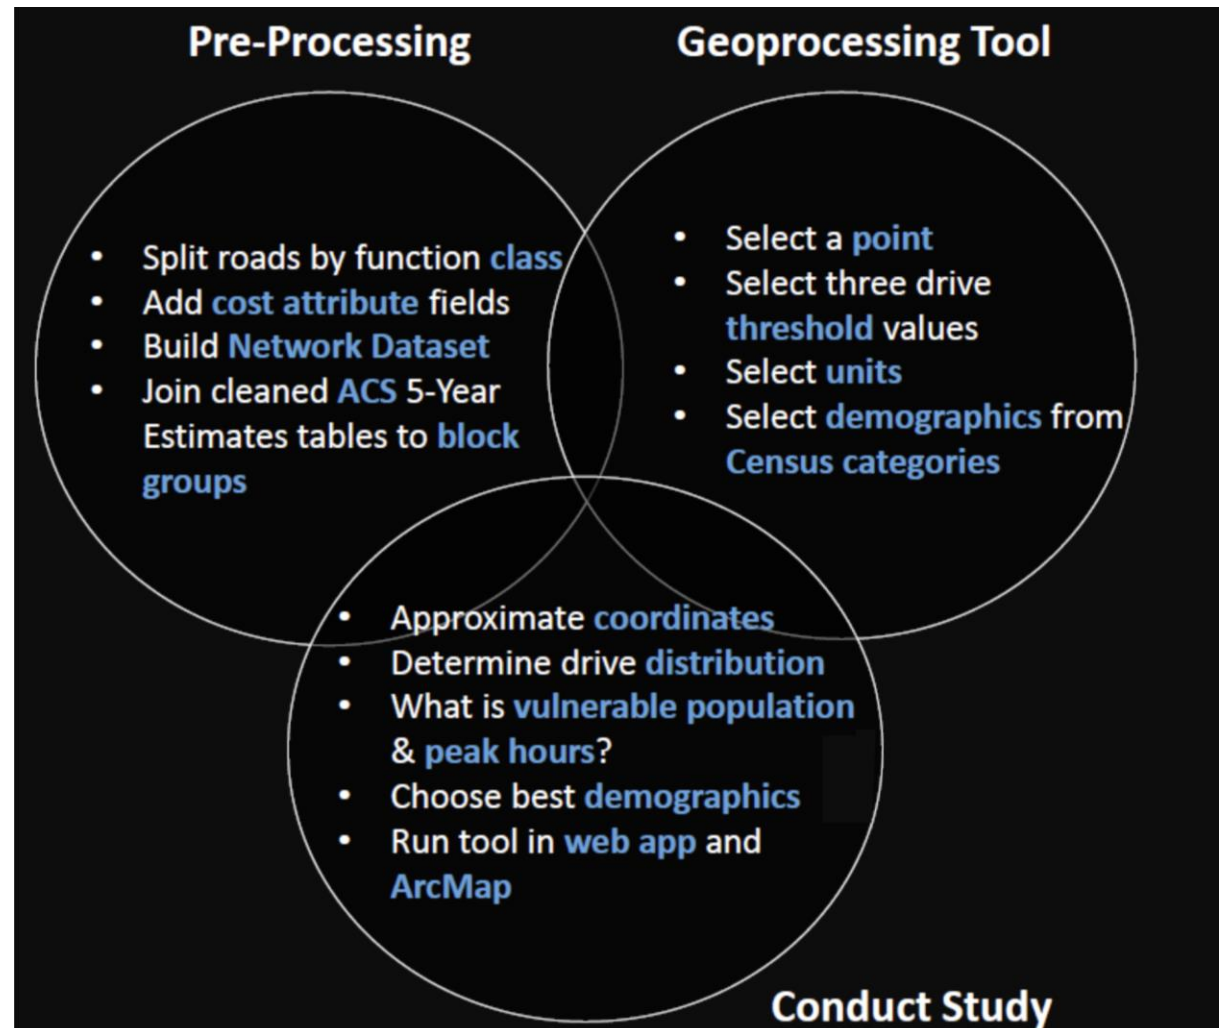 Pre-Processing
Geoprocessing Tool
• Split roads by function class
• Add cost attribute fields
• Build Network Dataset
• Join cleaned ACS 5-Year
Estimates tables to block
groups
• Select a point
• Select three drive
threshold values
• Select units
• Select demographics from
Census categories
• Approximate coordinates
• Determine drive distribution
• What is vulnerable population
& peak hours?
• Choose best demographics
• Run tool in web app and
ArcMap
Conduct Study